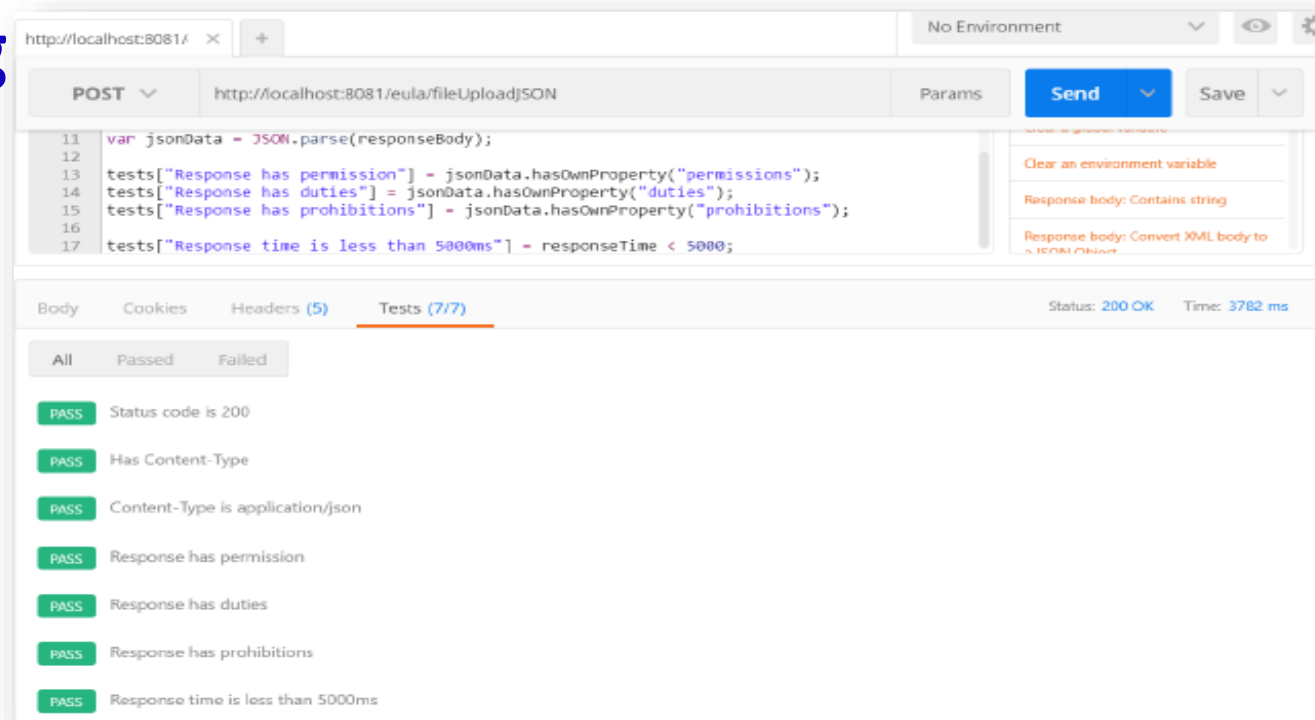 g
http://localhost:8081/ × +
No Environment
POST http://localhost:8081/eula/fileUploadJSON Params Send Save
11 var jsonData = JSON.parse(responseBody);
12
13 tests["Response has permission"] = jsonData.hasOwnProperty("permissions");
14 tests["Response has duties"] = jsonData.hasOwnProperty("duties");
15 tests["Response has prohibitions"] = jsonData.hasOwnProperty("prohibitions");
16
17 tests["Response time is less than 5000ms"] = responseTime < 5000;
Clear a global variable
Clear an environment variable
Response body: Contains string
Response body: Convert XML body to
a JSON Object
Body Cookies Headers (5) Tests (7/7) Status: 200 OK Time: 3782 ms
All Passed Failed
PASS Status code is 200
PASS Has Content-Type
PASS Content-Type is application/json
PASS Response has permission
PASS Response has duties
PASS Response has prohibitions
PASS Response time is less than 5000ms